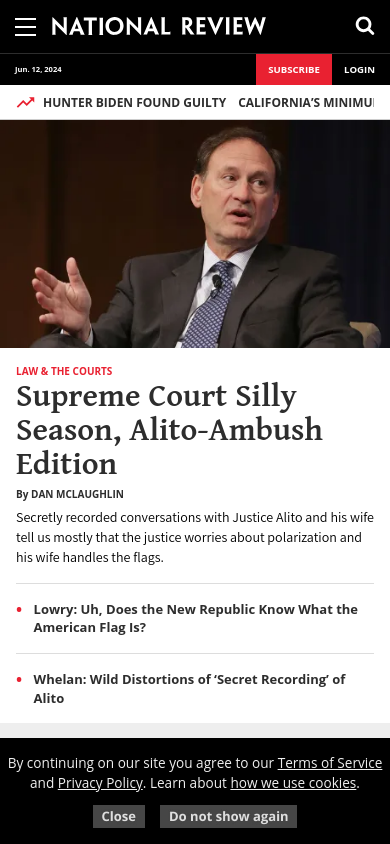 NATIONAL REVIEW
Jun. 12, 2024
SUBSCRIBE
LOGIN
HUNTER BIDEN FOUND GUILTY CALIFORNIA'S MINIMU
LAW & THE COURTS
Supreme Court Silly
Season, Alito-Ambush
Edition
By DAN MCLAUGHLIN
Secretly recorded conversations with Justice Alito and his wife
tell us mostly that the justice worries about polarization and
his wife handles the flags.
• Lowry: Uh, Does the New Republic Know What the
American Flag Is?
• Whelan: Wild Distortions of ‘Secret Recording’ of
Alito
By continuing on our site you agree to our Terms of Service
and Privacy Policy. Learn about how we use cookies.
Close
Do not show again